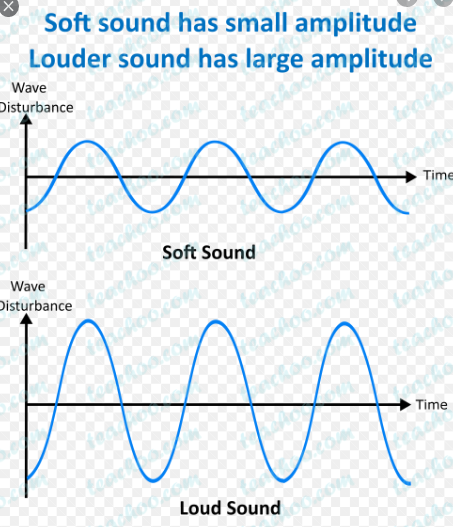 Soft sound has small amplitude
Louder sound has large amplitude
Wave
Disturbance
Time
Soft Sound
Wave
Disturbance
Time
Loud Sound